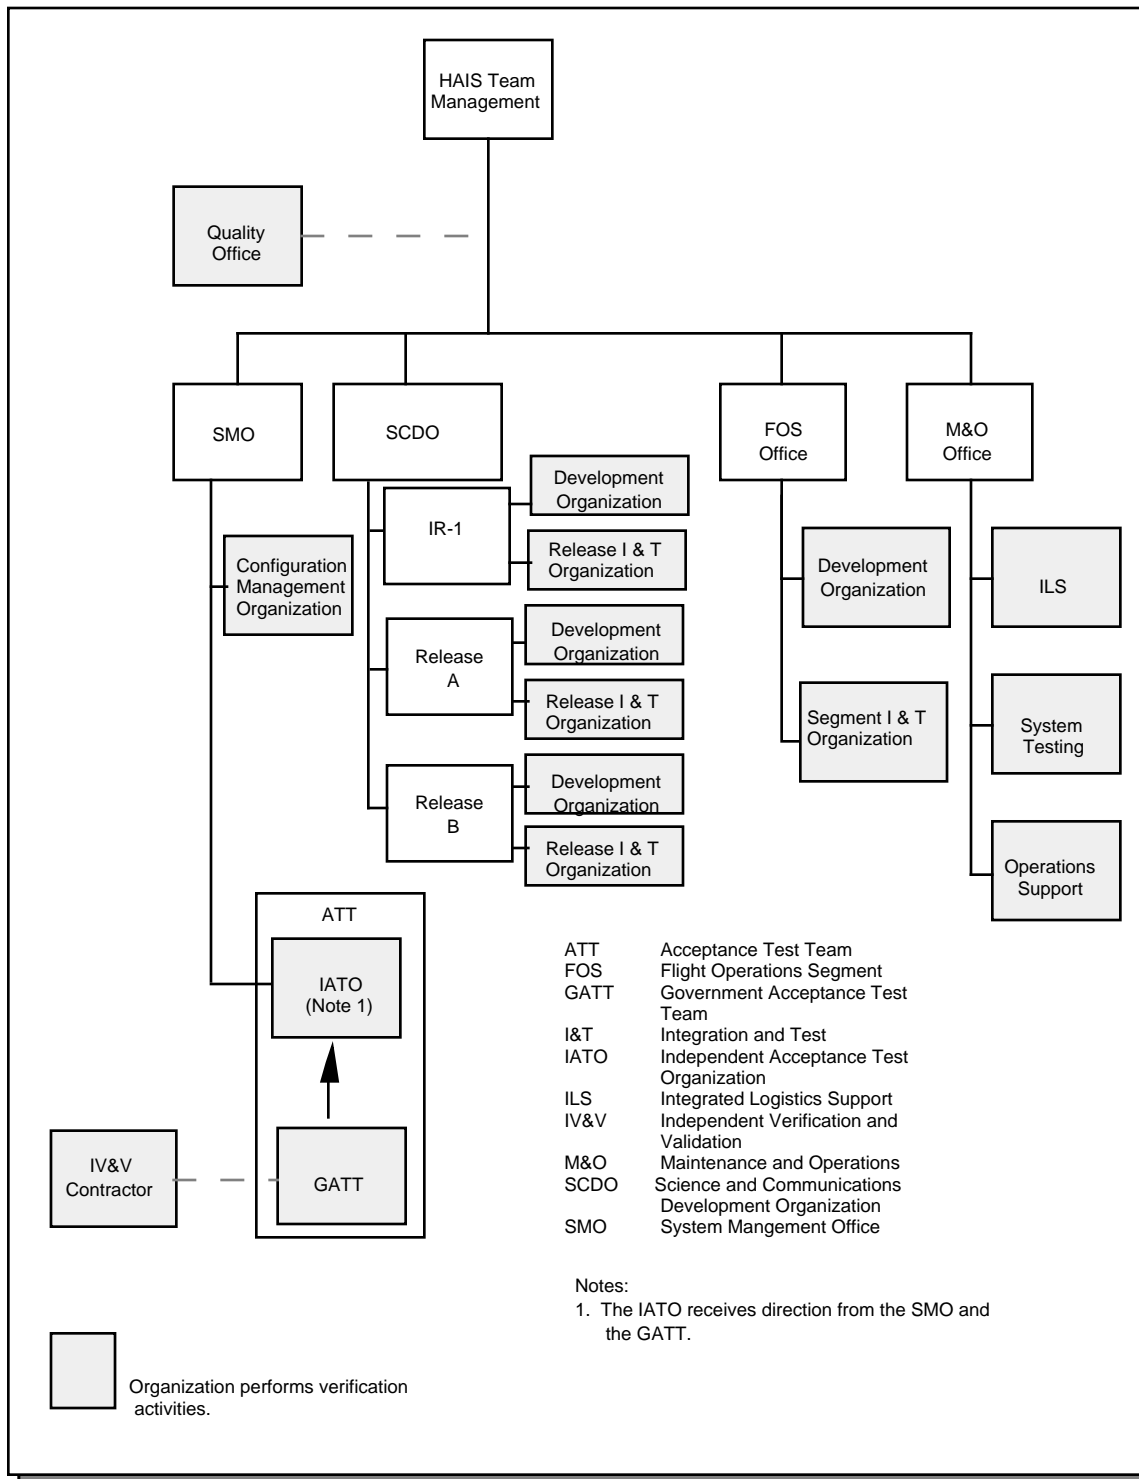 HAIS Team
Management
Quality
Office
SMO
SCDO
FOS
Office
M&O
Office
Configuration
Management
Organization
IR-1
Development
Organization
Release I & T
Organization
Release
A
Development
Organization
Release I & T
Organization
Release
B
Development
Organization
Release I & T
Organization
Development
Organization
Segment I & T
Organization
ILS
System
Testing
Operations
Support
ATT
IATO
(Note 1)
GATT
IV&V
Contractor
ATT Acceptance Test Team
FOS Flight Operations Segment
GATT Government Acceptance Test
Team
I&T Integration and Test
IATO Independent Acceptance Test
Organization
ILS Integrated Logistics Support
IV&V Independent Verification and
Validation
M&O Maintenance and Operations
SCDO Science and Communications
Development Organization
SMO System Mangement Office
Notes:
1. The IATO receives direction from the SMO and
the GATT.
Organization performs verification
activities.